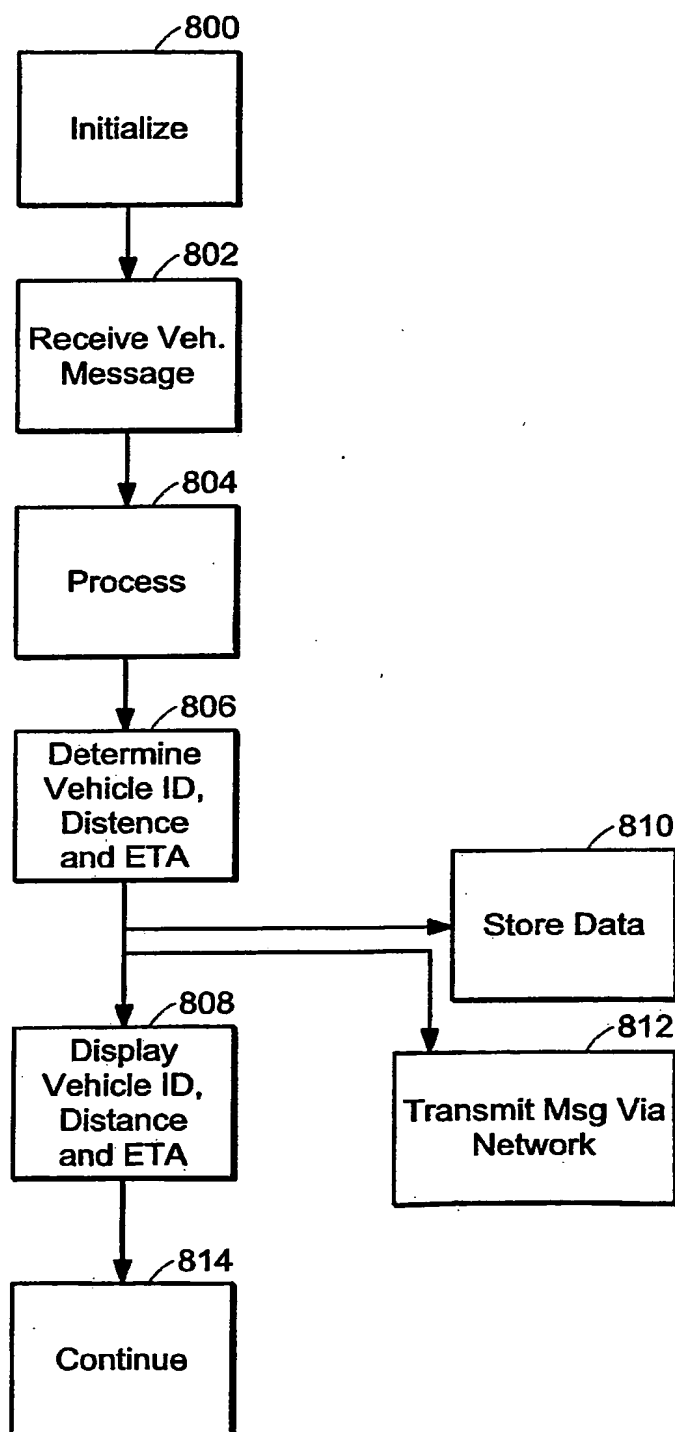 800
Initialize
802
Receive Veh.
Message
804
Process
806
Determine
Vehicle ID,
Distence
and ETA
810
Store Data
808
Display
Vehicle ID,
Distance
and ETA
812
Transmit Msg Via
Network
814
Continue